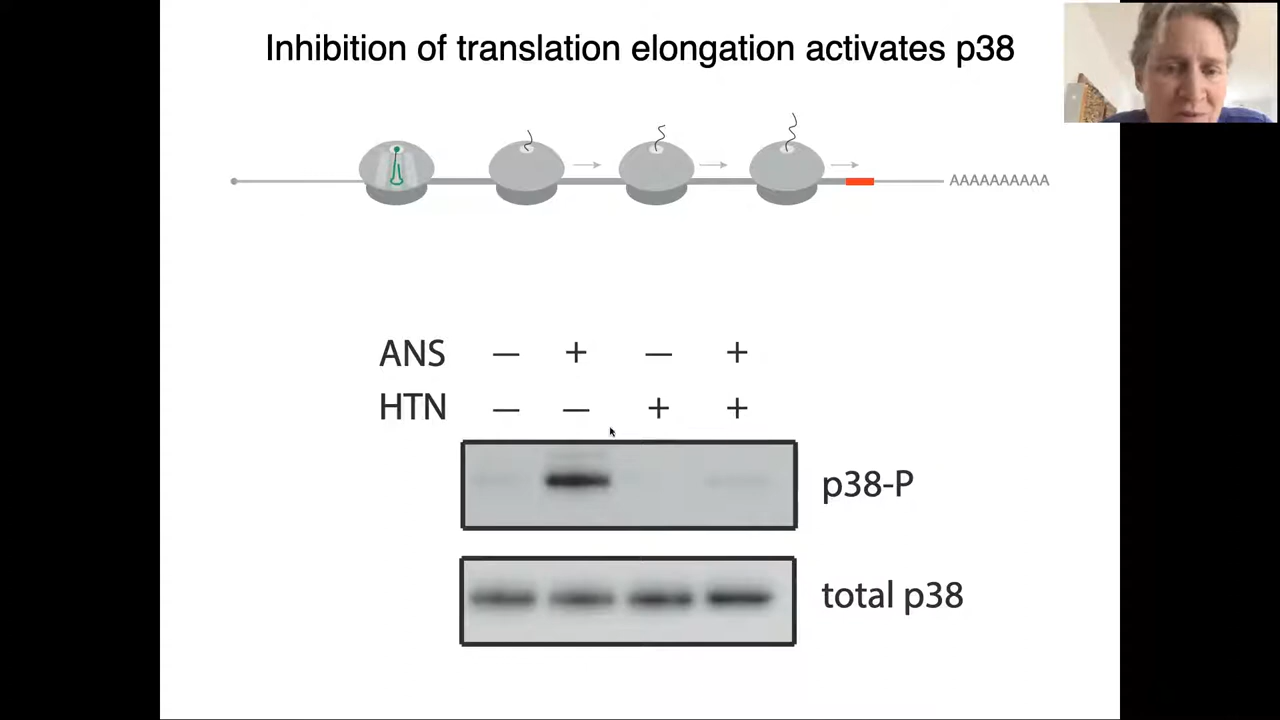 Inhibition of translation elongation activates p38
AAAAAAAAAA
ANS — + — +
HTN — — + +
p38-P
total p38